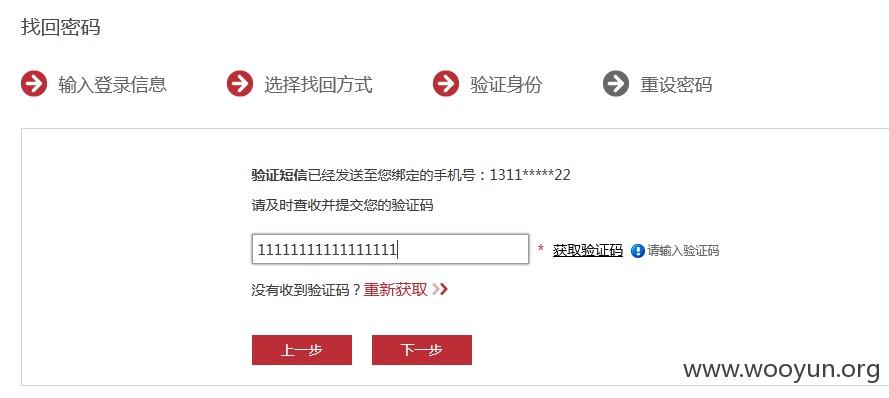 找回密码
输入登录信息 选择找回方式 验证身份 重设密码
验证短信已经发送至您绑定的手机号：1311*****22
请及时查收并提交您的验证码
11111111111111111 * 获取验证码 请输入验证码
没有收到验证码？重新获取
上一步 下一步
www.wooyun.org